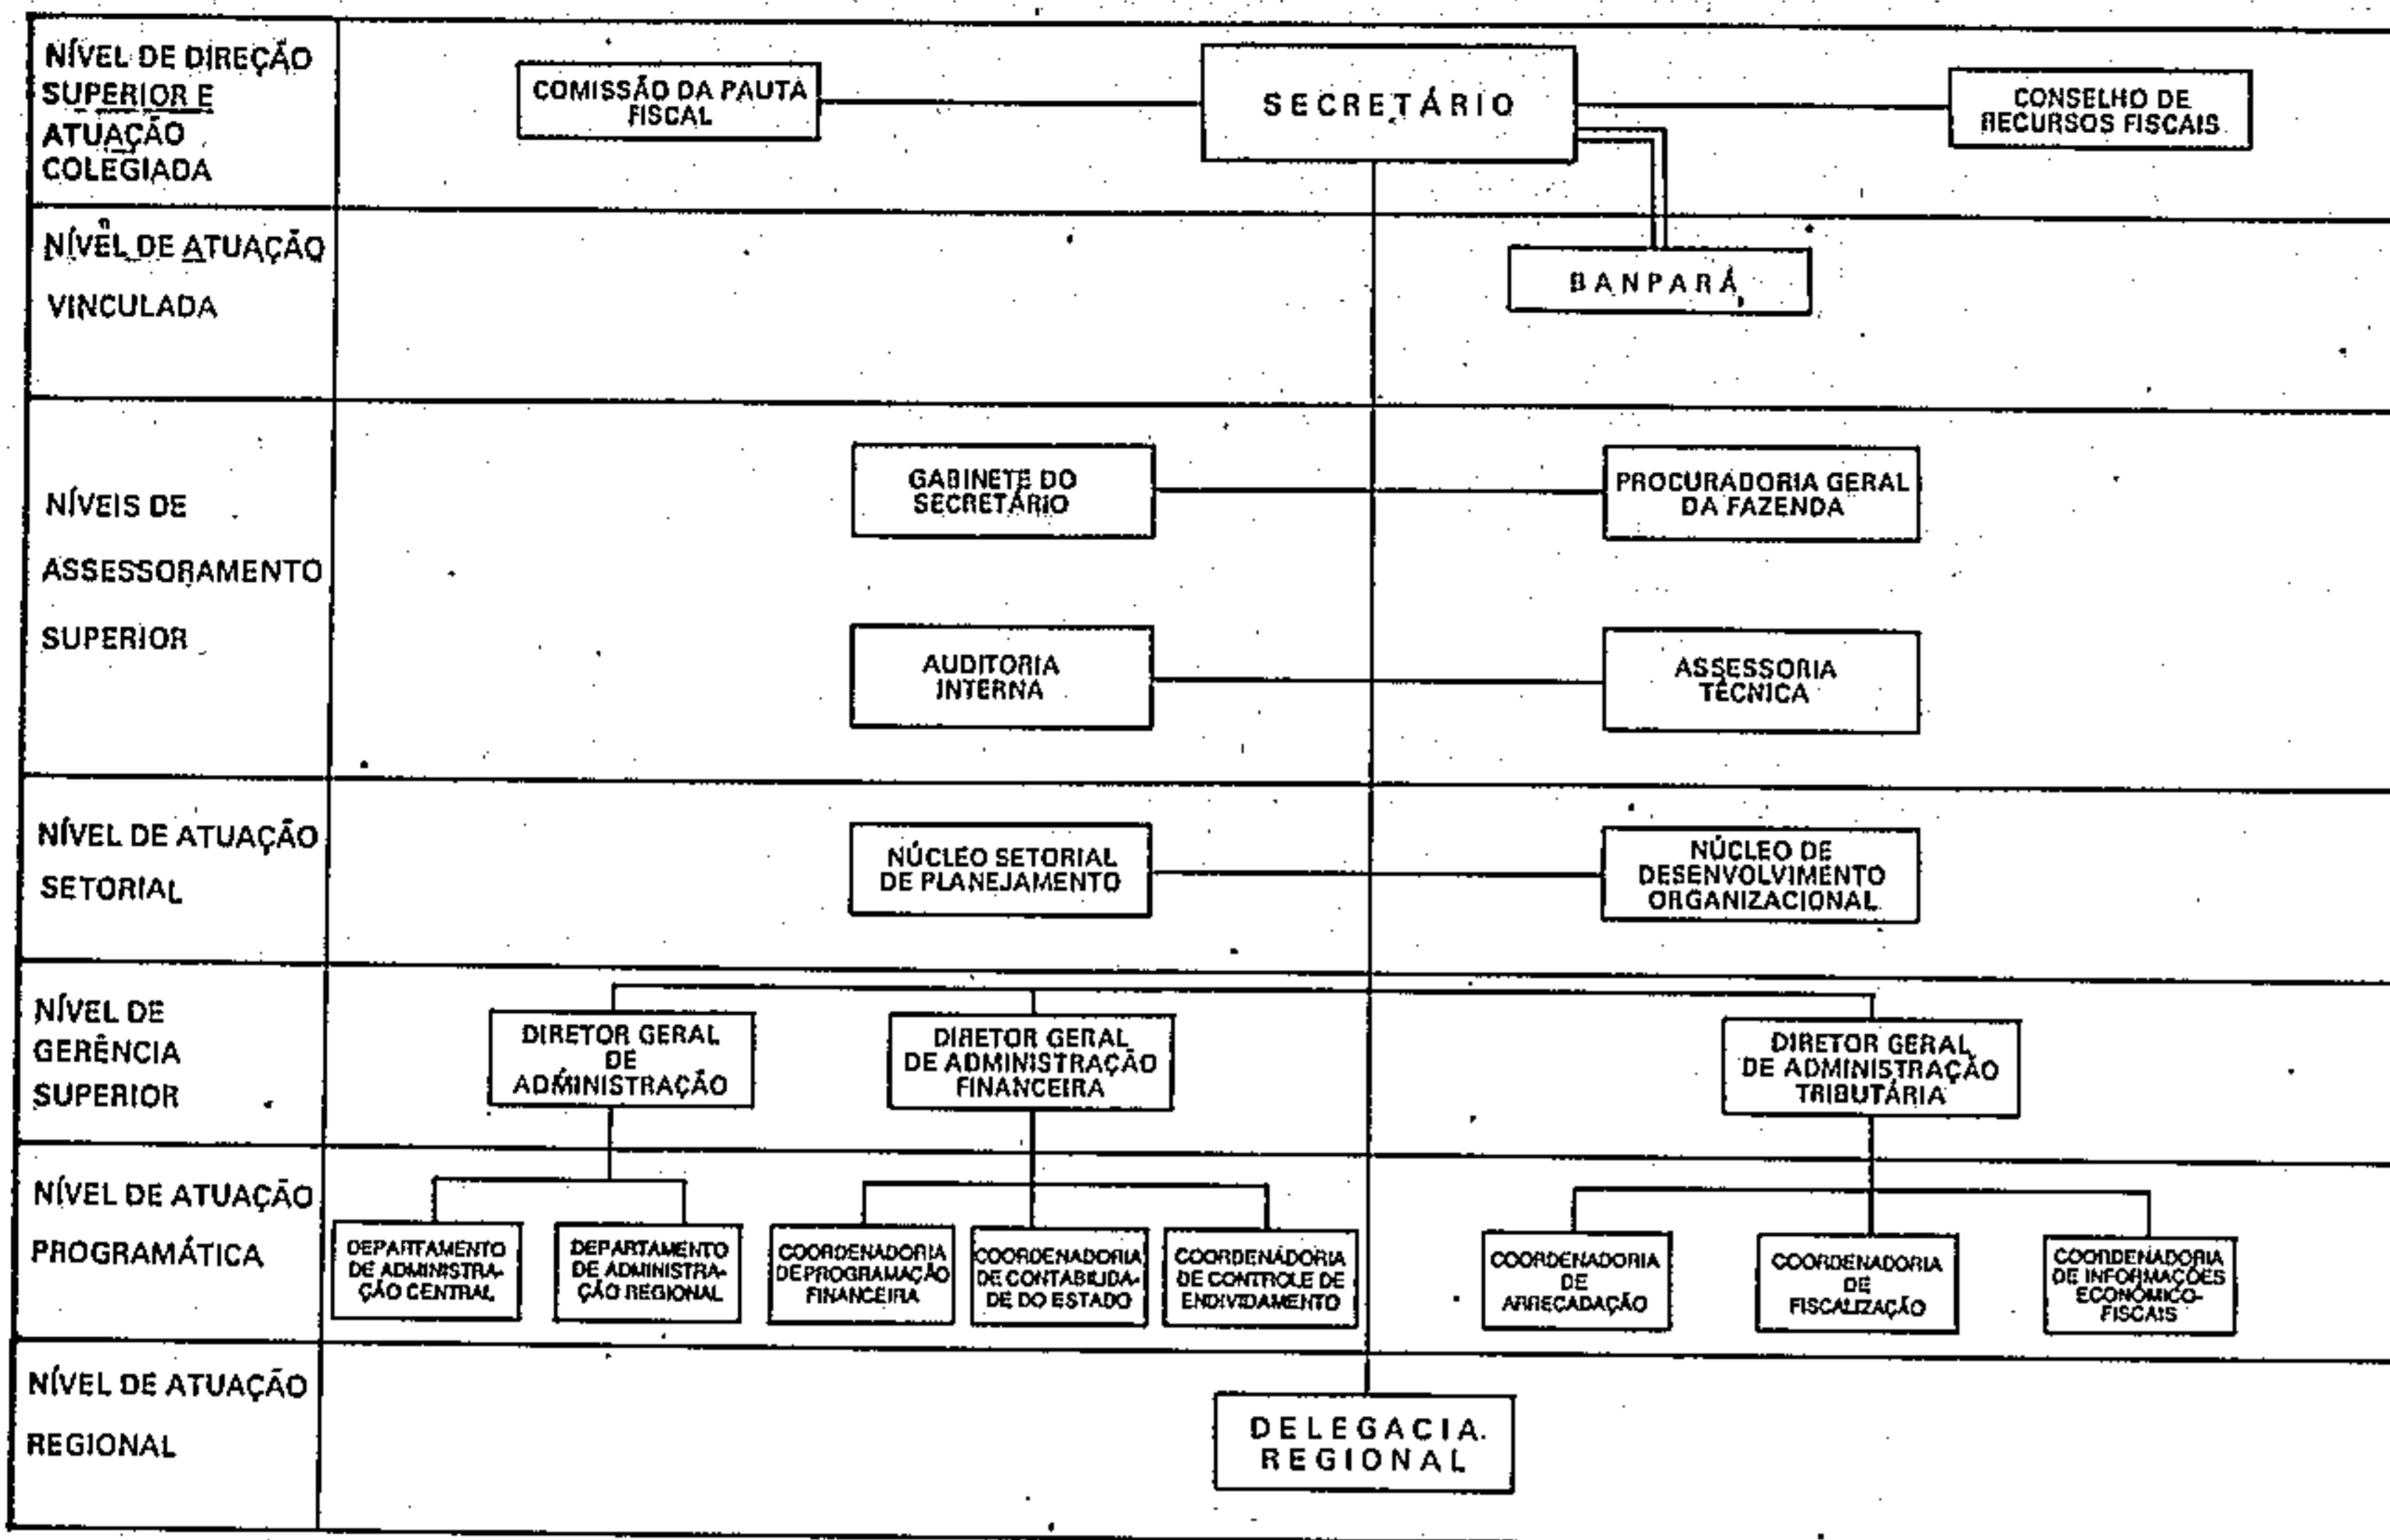 NÍVEL DE DIREÇÃO
SUPERIOR E
ATUAÇÃO
COLEGIADA
COMISSÃO DA PAUTA
FISCAL
SECRETÁRIO
CONSELHO DE
RECURSOS FISCAIS
NÍVEL DE ATUAÇÃO
VINCULADA
BANPARÁ
NÍVEIS DE
ASSESSORAMENTO
SUPERIOR
GABINETE DO
SECRETÁRIO
PROCURADORIA GERAL
DA FAZENDA
AUDITORIA
INTERNA
ASSESSORIA
TÉCNICA
NÍVEL DE ATUAÇÃO
SETORIAL
NÚCLEO SETORIAL
DE PLANEJAMENTO
NÚCLEO DE
DESENVOLVIMENTO
ORGANIZACIONAL
NÍVEL DE
GERÊNCIA
SUPERIOR
DIRETOR GERAL
DE
ADMINISTRAÇÃO
DIRETOR GERAL
DE ADMINISTRAÇÃO
FINANCEIRA
DIRETOR GERAL
DE ADMINISTRAÇÃO
TRIBUTÁRIA
NÍVEL DE ATUAÇÃO
PROGRAMÁTICA
DEPARTAMENTO
DE ADMINISTRA-
ÇÃO CENTRAL
DEPARTAMENTO
DE ADMINISTRA-
ÇÃO REGIONAL
COORDENADORIA
DE PROGRAMAÇÃO
FINANCEIRA
COORDENADORIA
DE CONTABILIDA-
DE DO ESTADO
COORDENADORIA
DE CONTROLE DE
ENDIVIDAMENTO
COORDENADORIA
DE
ARRECADAÇÃO
COORDENADORIA
DE
FISCALIZAÇÃO
COORDENADORIA
DE INFORMAÇÕES
ECONÔMICO-
FISCAIS
NÍVEL DE ATUAÇÃO
REGIONAL
DELEGACIA
REGIONAL